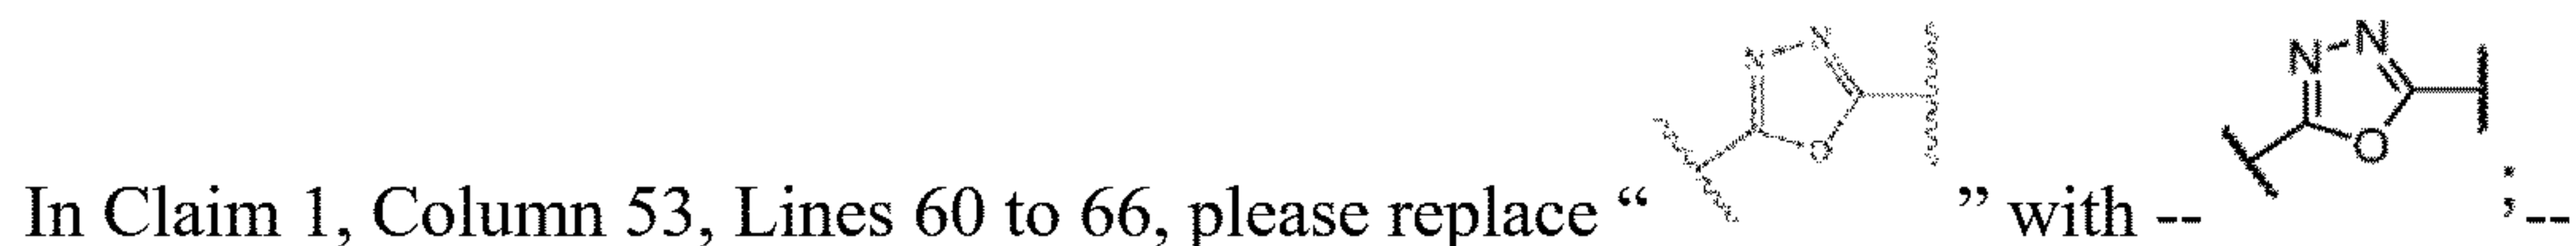 In Claim 1, Column 53, Lines 60 to 66, please replace “ N N O ” with -- N N O ;--